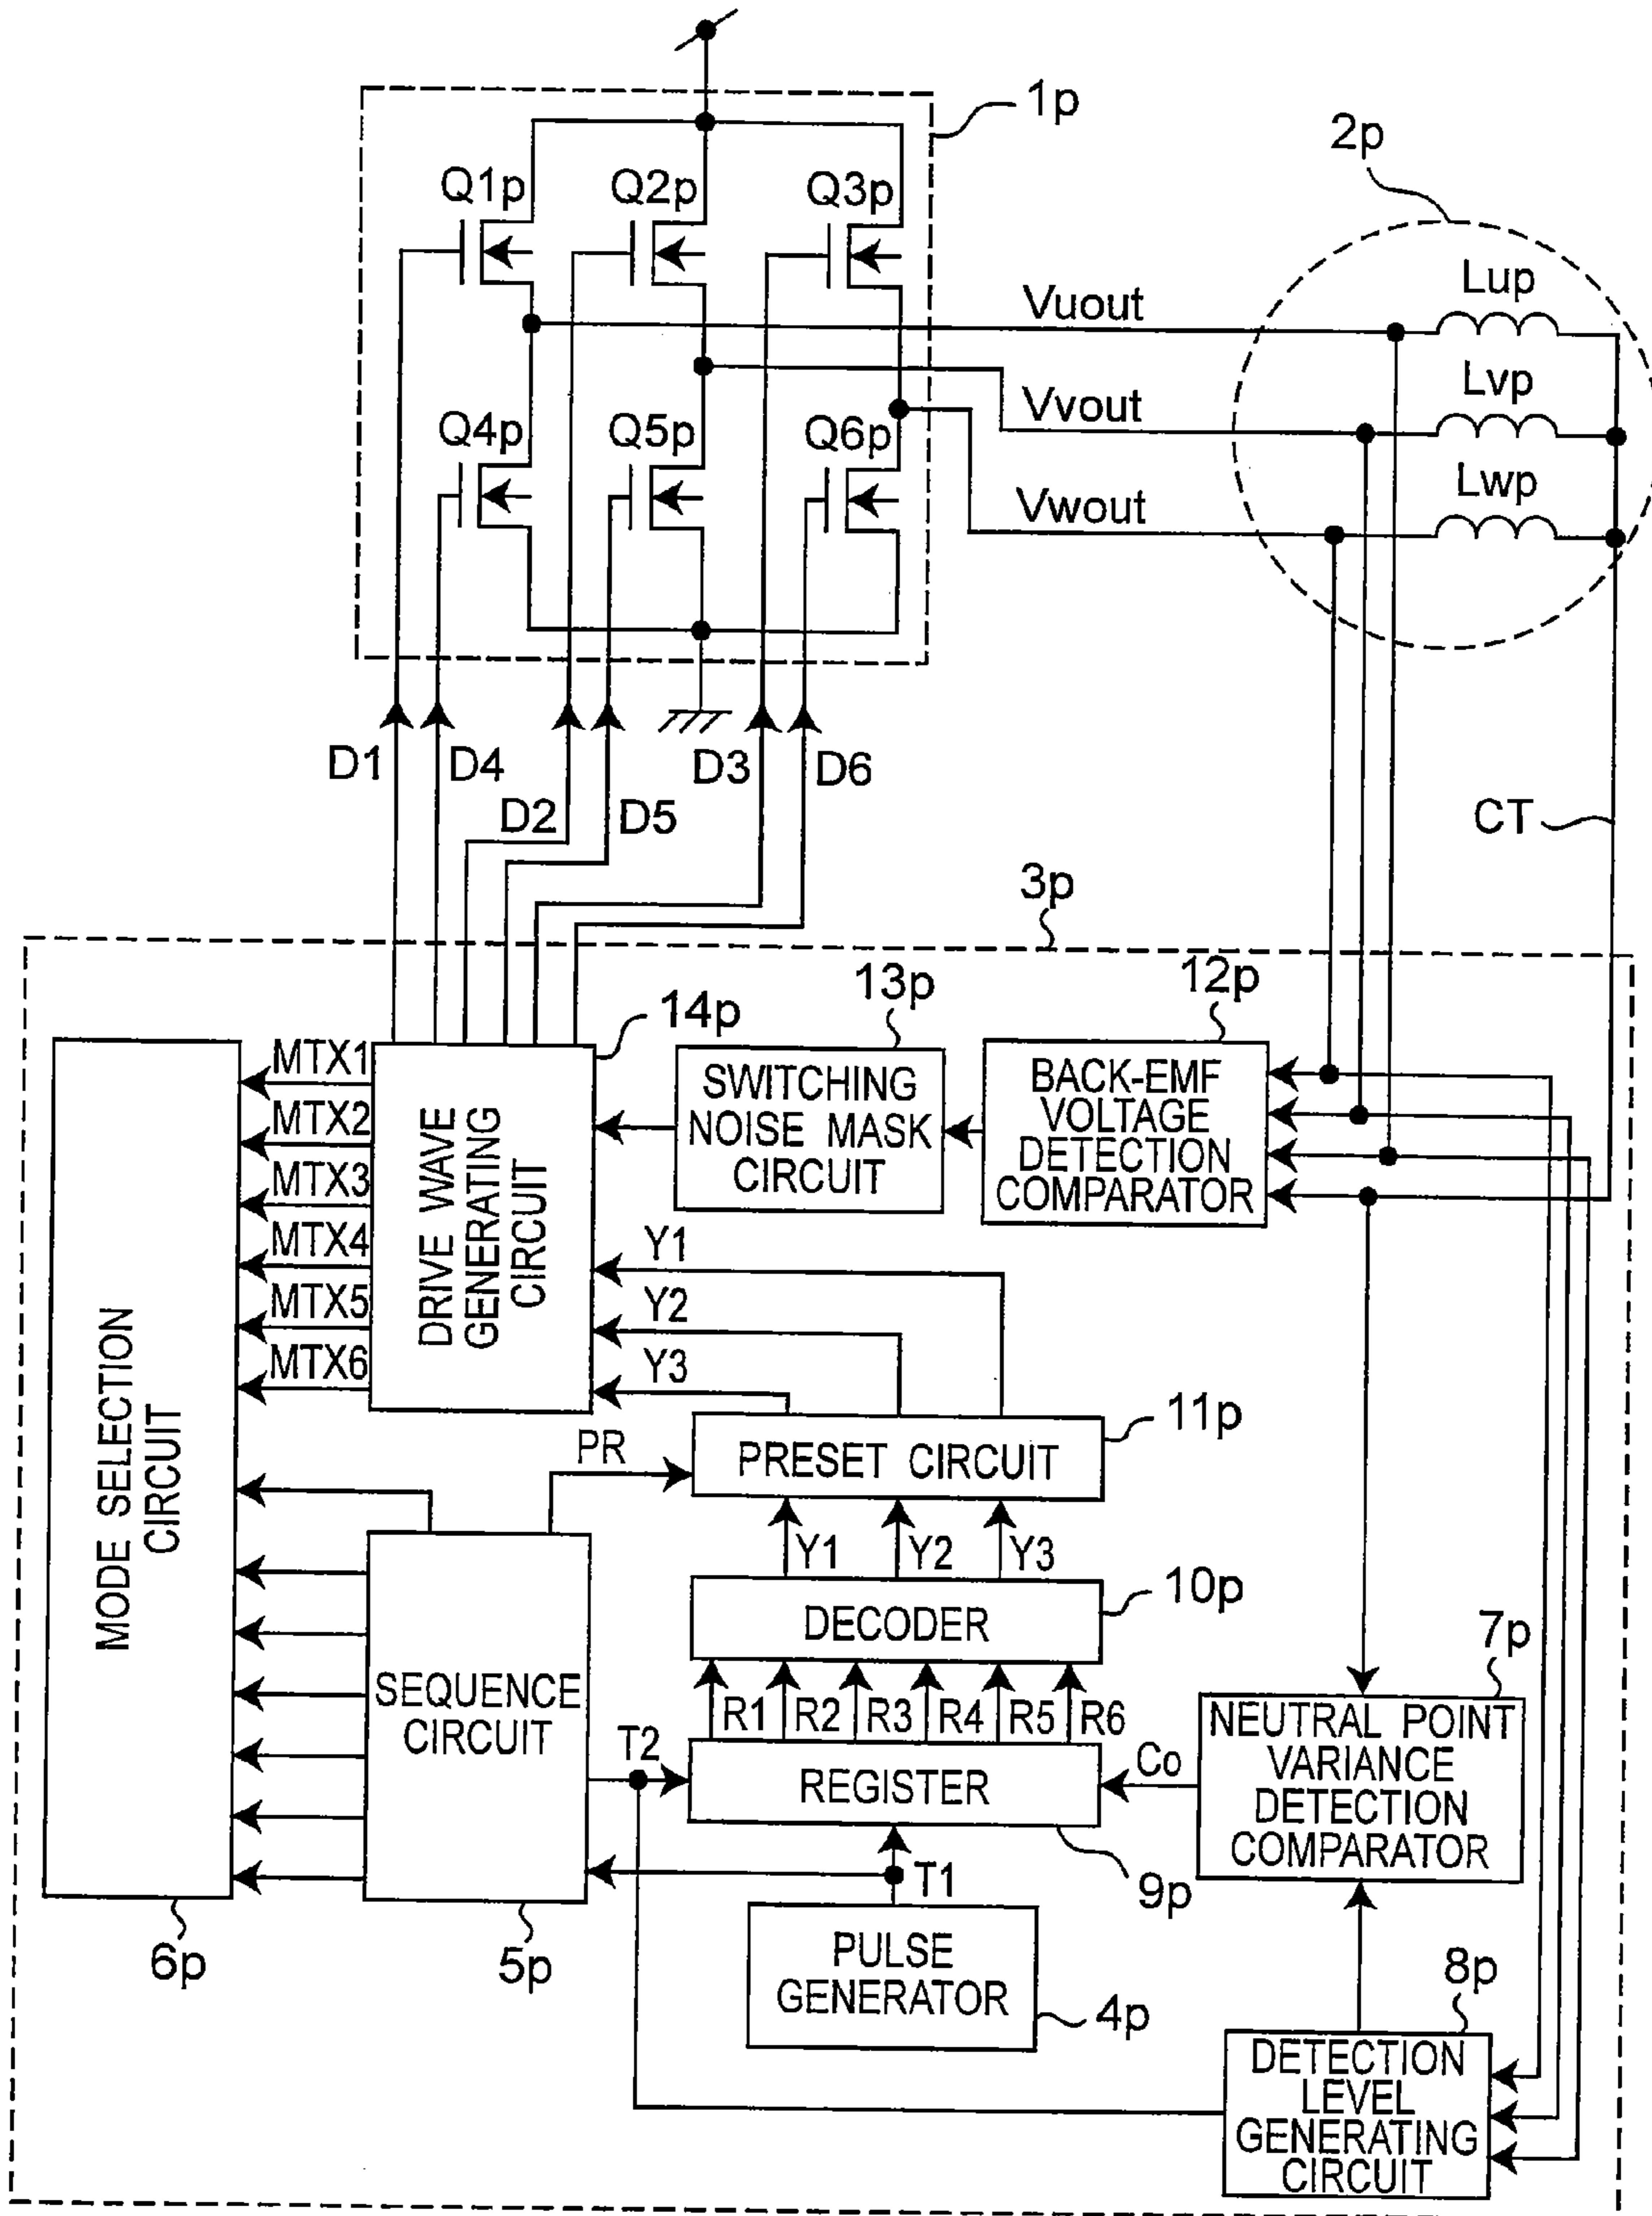 1p
2p
Q1p
Q2p
Q3p
Lup
Vuout
Lvp
Vvout
Q4p
Q5p
Q6p
Lwp
Vwout
D1
D4
D3
D6
D2
D5
CT
3p
12p
13p
14p
MTX1
MTX2
MTX3
MTX4
MTX5
MTX6
DRIVE WAVE
GENERATING
CIRCUIT
SWITCHING
NOISE MASK
CIRCUIT
BACK-EMF
VOLTAGE
DETECTION
COMPARATOR
Y1
Y2
Y3
MODE SELECTION
CIRCUIT
PR
PRESET CIRCUIT
11p
Y1
Y2
Y3
DECODER
10p
7p
SEQUENCE
CIRCUIT
R1
R2
R3
R4
R5
R6
T2
REGISTER
Co
NEUTRAL POINT
VARIANCE
DETECTION
COMPARATOR
T1
9p
6p
5p
PULSE
GENERATOR
4p
8p
DETECTION
LEVEL
GENERATING
CIRCUIT